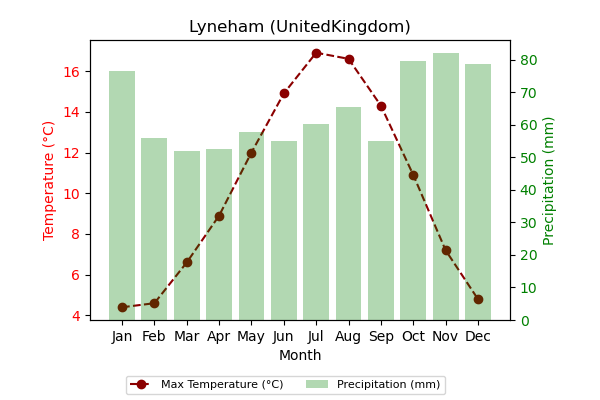 Lyneham (UnitedKingdom)
Temperature (°C)
16
14
12
10
8
6
4
80
70
60
50
40
30
20
10
0
Precipitation (mm)
Jan Feb Mar Apr May Jun Jul Aug Sep Oct Nov Dec
Month
Max Temperature (°C) Precipitation (mm)